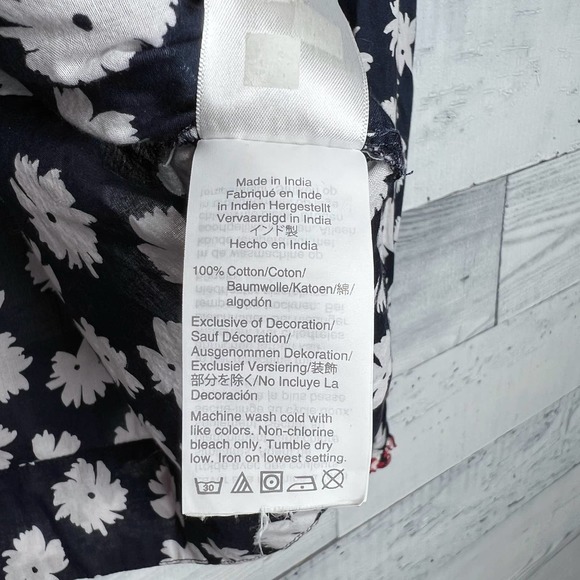 Made in India
Fabriqué en Inde
in Indien Hergestellt
Vervaardigd in India
インド製
Hecho en India
100% Cotton/Coton/
Baumwolle/Katoen/綿/
algodón
Exclusive of Decoration/
Sauf Décoration/
Ausgenommen Dekoration/
Exclusief Versiering/装飾
部分を除く/No Incluye La
Decoración
Machine wash cold with
like colors. Non-chlorine
bleach only. Tumble dry
low. Iron on lowest setting.
30